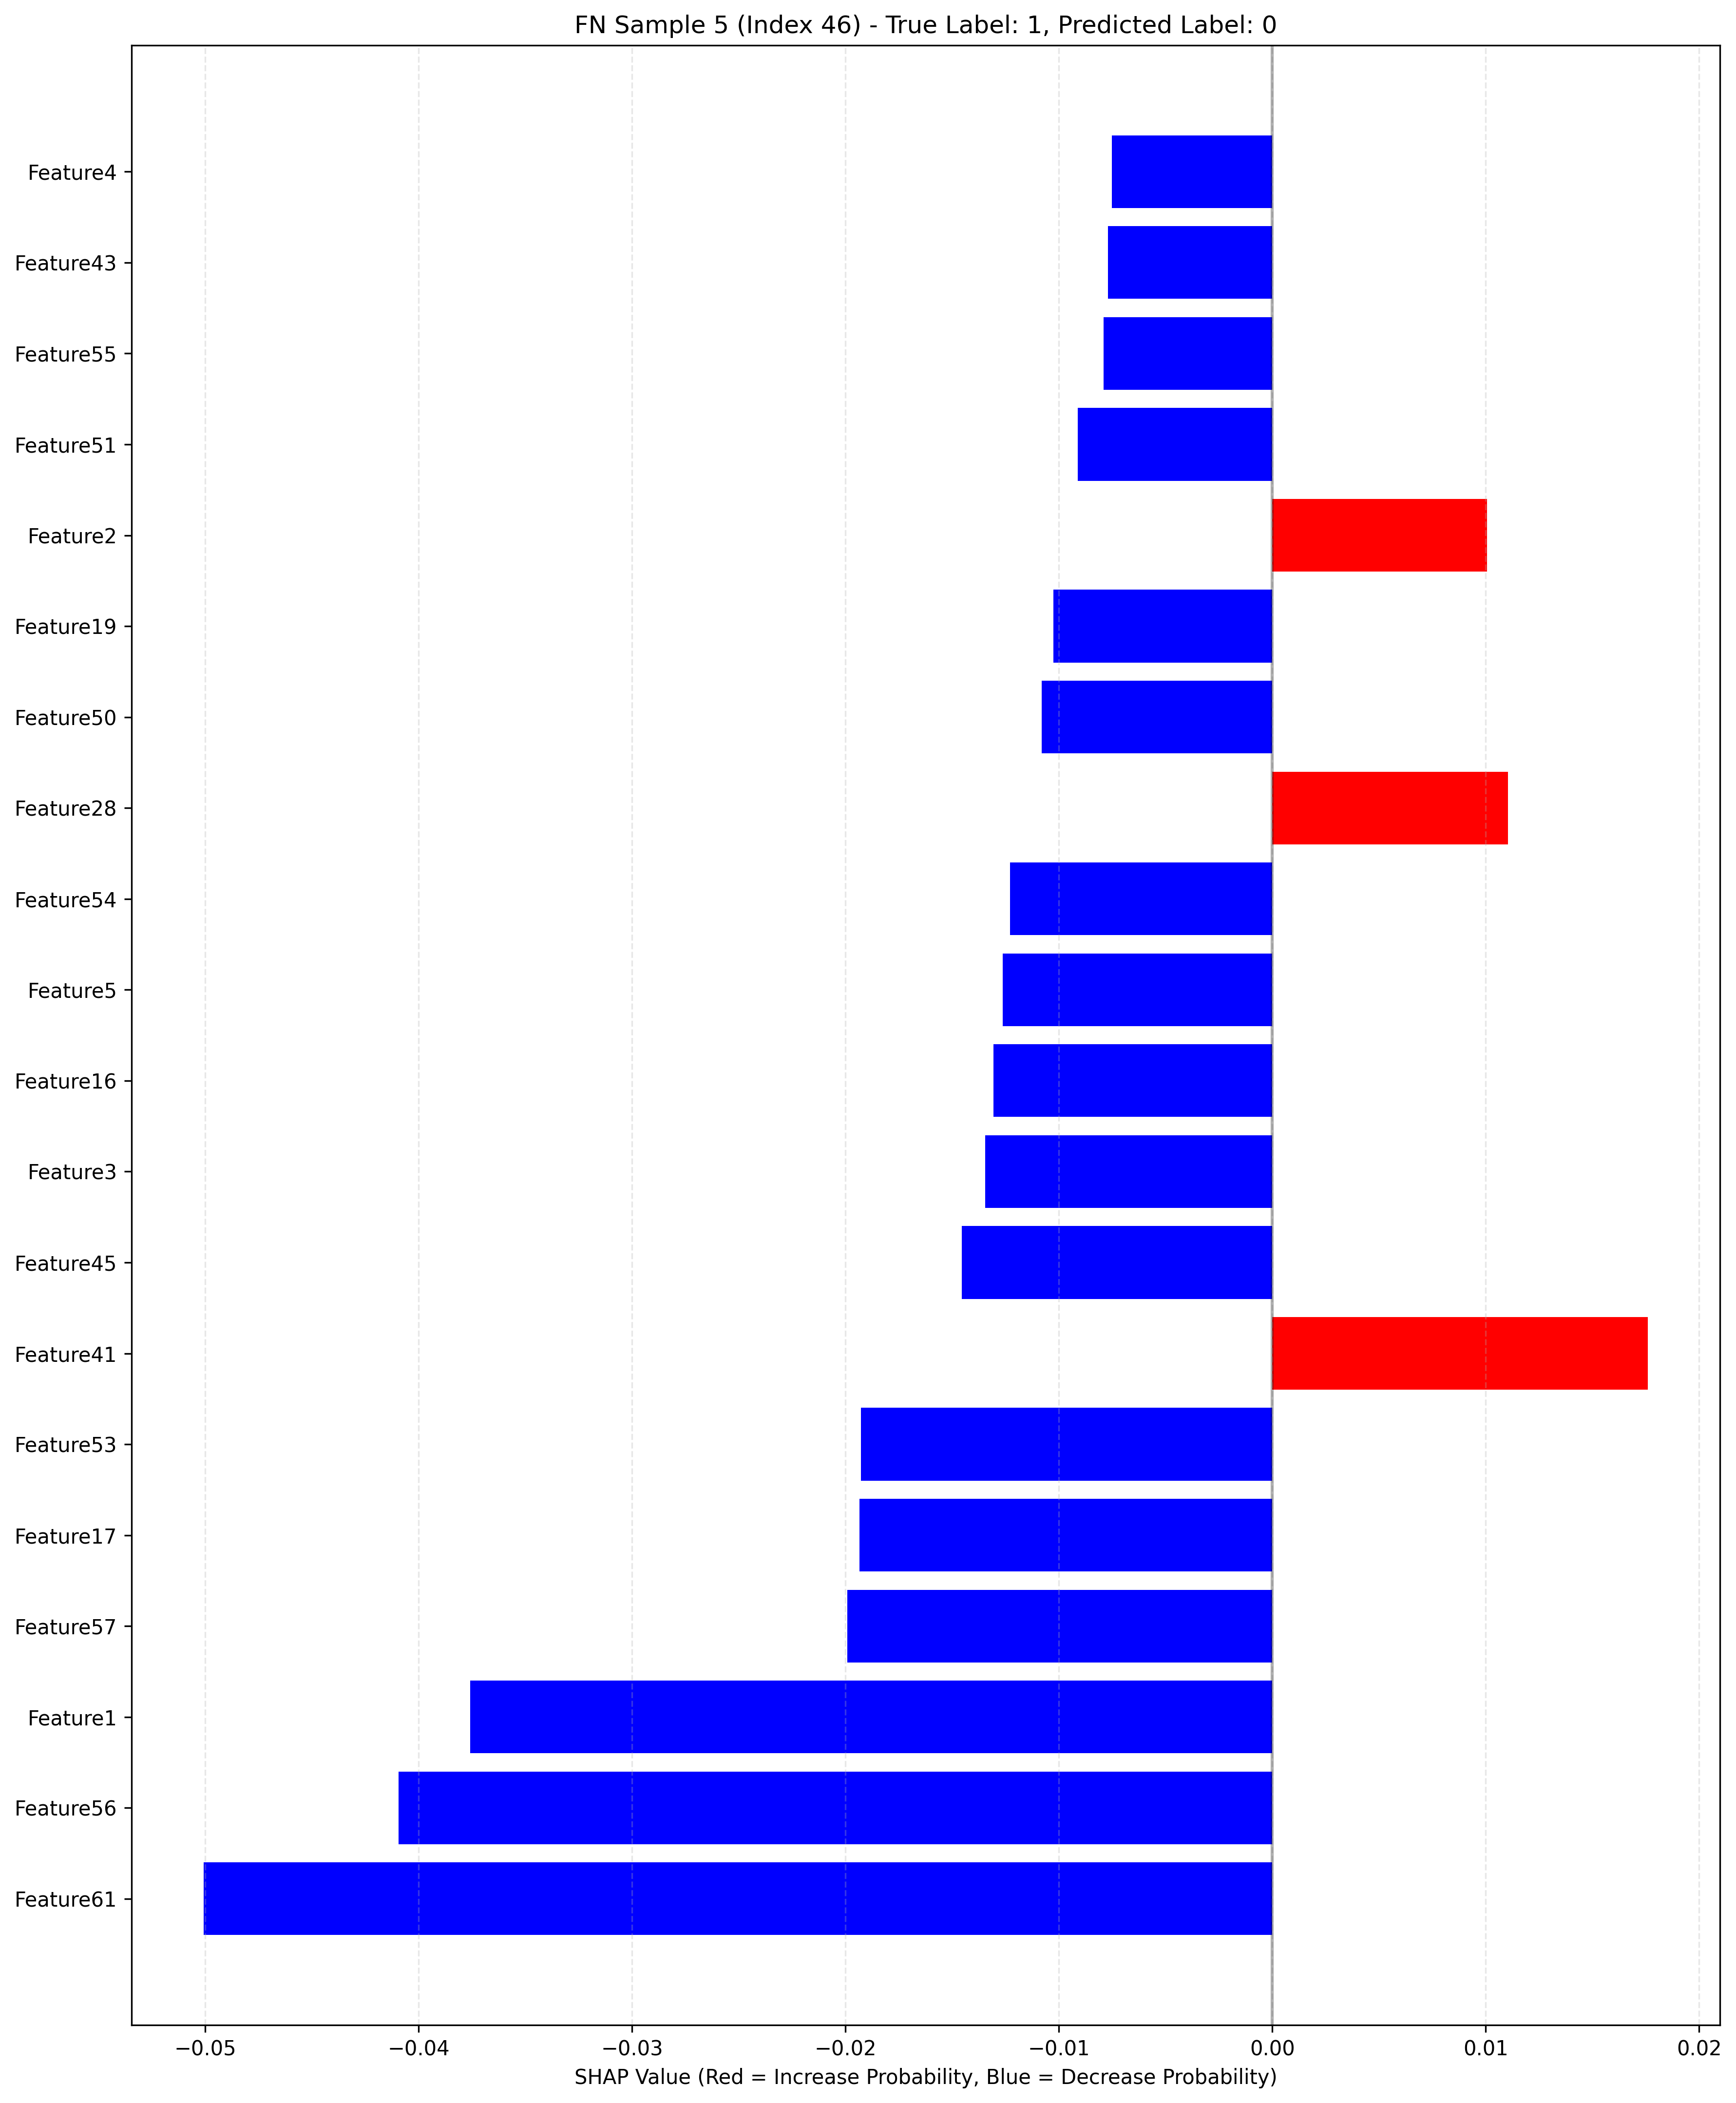 FN Sample 5 (Index 46) - True Label: 1, Predicted Label: 0
Feature4
Feature43
Feature55
Feature51
Feature2
Feature19
Feature50
Feature28
Feature54
Feature5
Feature16
Feature3
Feature45
Feature41
Feature53
Feature17
Feature57
Feature1
Feature56
Feature61
−0.05 −0.04 −0.03 −0.02 −0.01 0.00 0.01 0.02
SHAP Value (Red = Increase Probability, Blue = Decrease Probability)